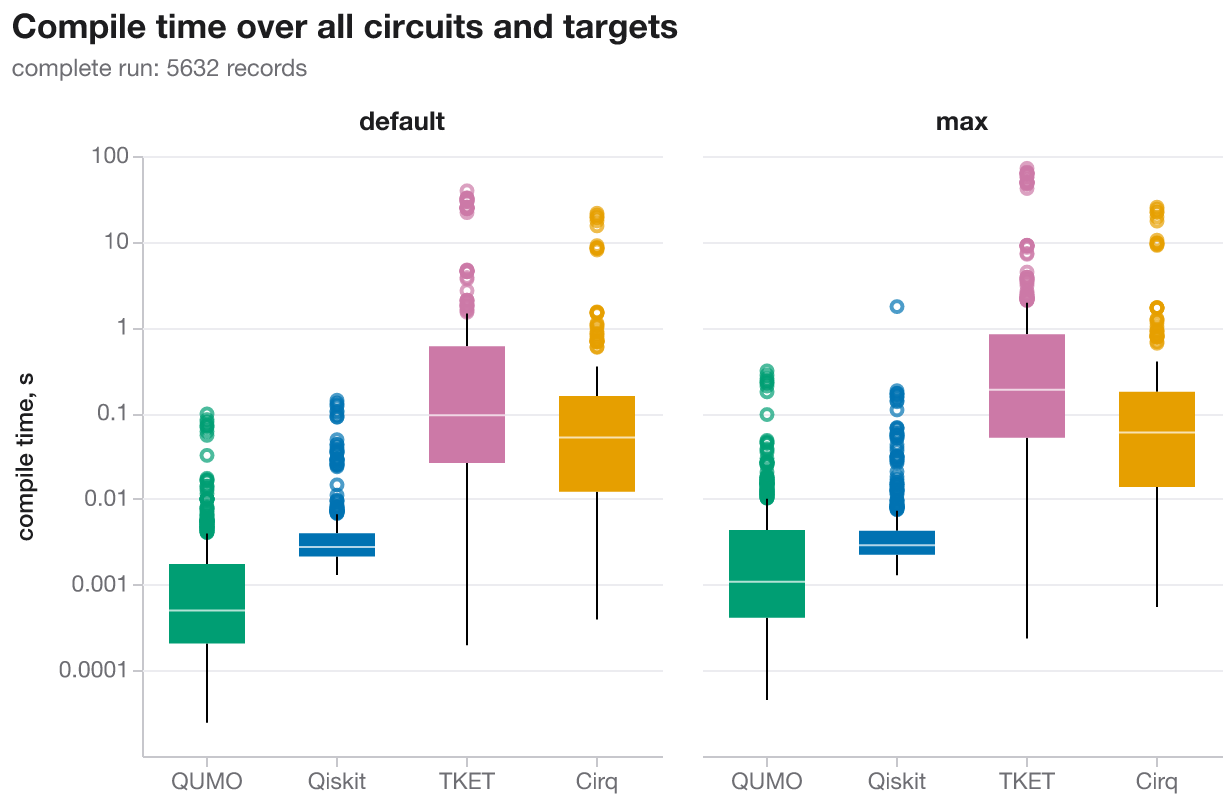 Compile time over all circuits and targets
complete run: 5632 records
default
max
100
10
1
0.1
0.01
0.001
0.0001
compile time, s
QUMO Qiskit TKET Cirq
QUMO Qiskit TKET Cirq